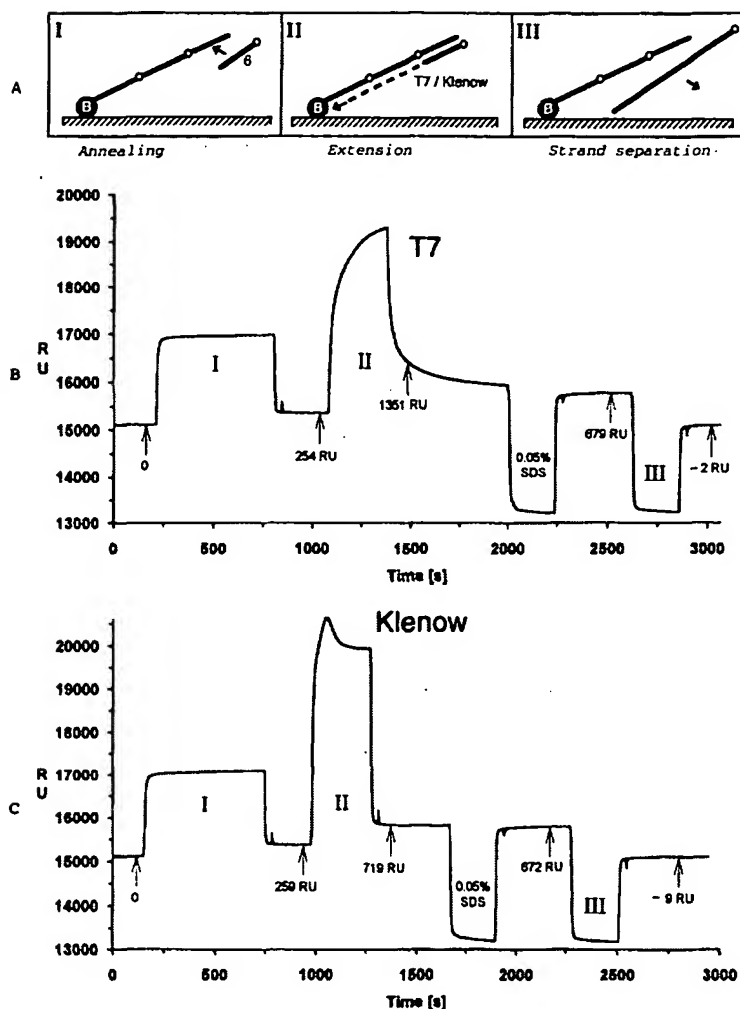 A
I
6
B
II
T7 / Klenow
B
III
B
Annealing
Extension
Strand separation
B
20000
19000
18000
17000
16000
15000
14000
13000
R
U
T7
I
II
III
0
254 RU
1351 RU
0.05%
SDS
679 RU
– 2 RU
0
500
1000
1500
2000
2500
3000
Time [s]
C
20000
19000
18000
17000
16000
15000
14000
13000
R
U
Klenow
I
II
III
0
259 RU
719 RU
0.05%
SDS
672 RU
– 9 RU
0
500
1000
1500
2000
2500
3000
Time [s]